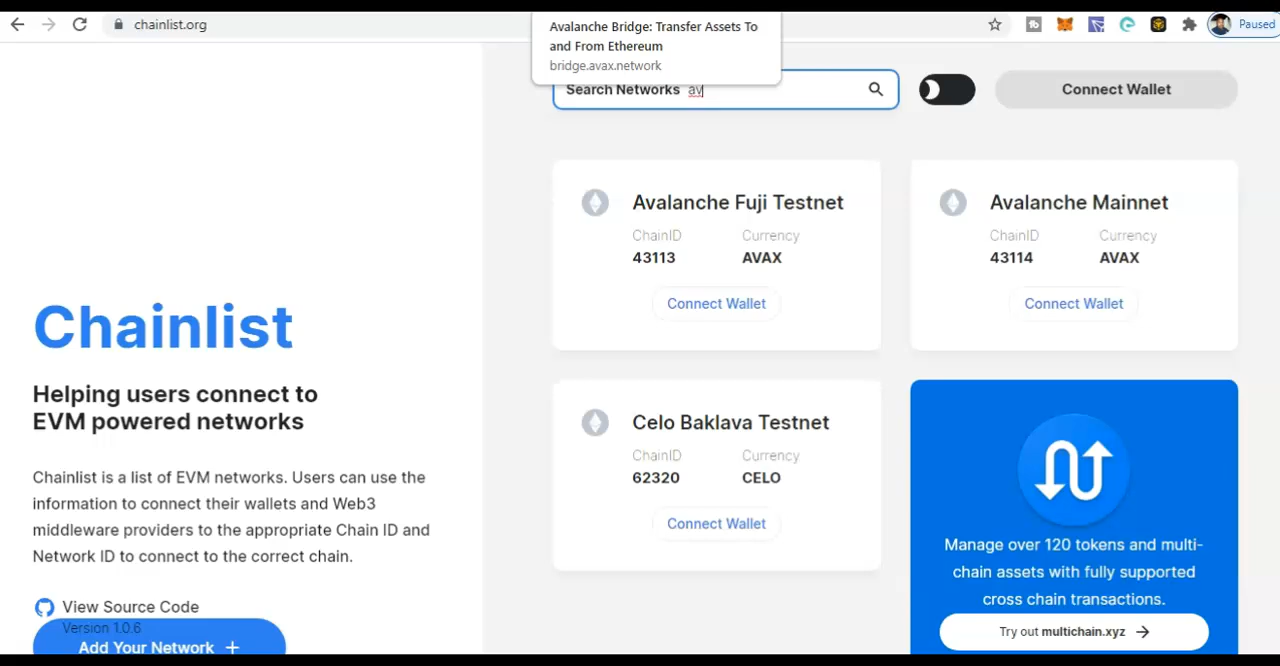 chainlist.org
Avalanche Bridge: Transfer Assets To
and From Ethereum
bridge.avax.network
Paused
Search Networks av
Connect Wallet
Avalanche Fuji Testnet
ChainID Currency
43113 AVAX
Connect Wallet
Avalanche Mainnet
ChainID Currency
43114 AVAX
Connect Wallet
Chainlist
Helping users connect to
EVM powered networks
Chainlist is a list of EVM networks. Users can use the
information to connect their wallets and Web3
middleware providers to the appropriate Chain ID and
Network ID to connect to the correct chain.
View Source Code
Version 1.0.6
Add Your Network +
Celo Baklava Testnet
ChainID Currency
62320 CELO
Connect Wallet
Manage over 120 tokens and multi-
chain assets with fully supported
cross chain transactions.
Try out multichain.xyz →